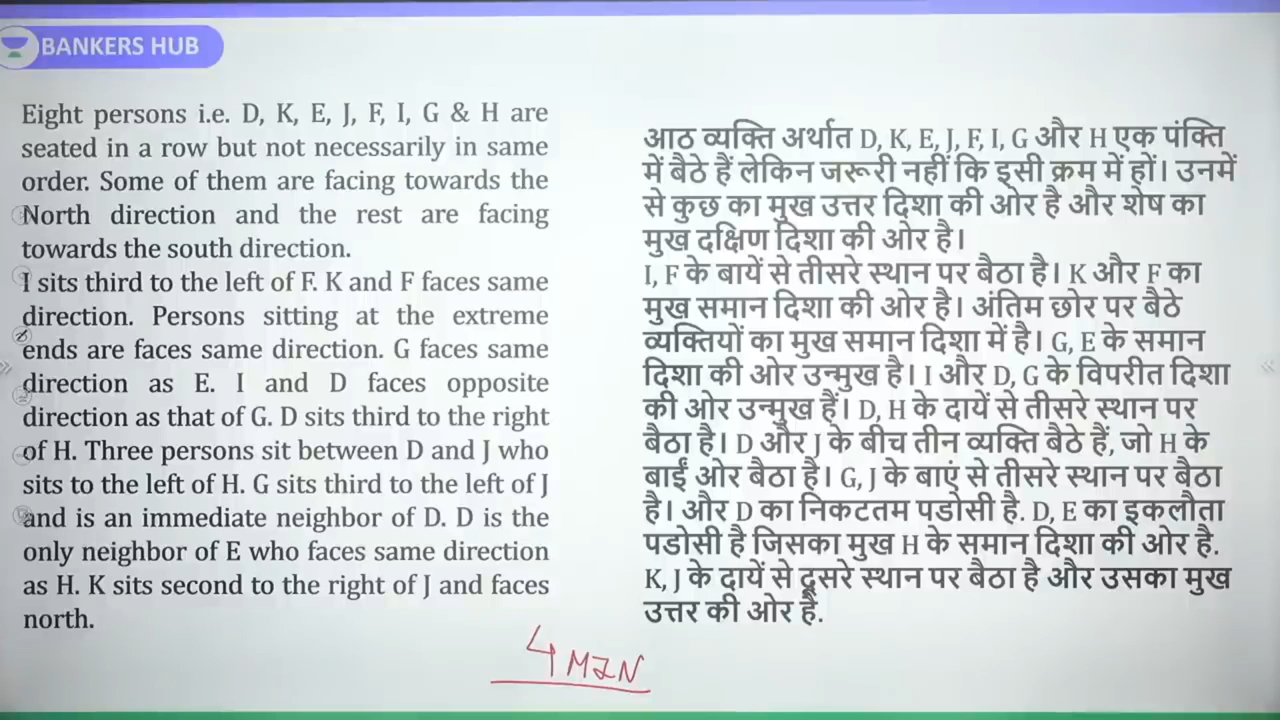 BANKERS HUB
Eight persons i.e. D, K, E, J, F, I, G & H are
seated in a row but not necessarily in same
order. Some of them are facing towards the
North direction and the rest are facing
towards the south direction.
I sits third to the left of F. K and F faces same
direction. Persons sitting at the extreme
ends are faces same direction. G faces same
direction as E. I and D faces opposite
direction as that of G. D sits third to the right
of H. Three persons sit between D and J who
sits to the left of H. G sits third to the left of J
and is an immediate neighbor of D. D is the
only neighbor of E who faces same direction
as H. K sits second to the right of J and faces
north.
आठ व्यक्ति अर्थात D, K, E, J, F, I, G और H एक पंक्ति
में बैठे हैं लेकिन जरूरी नहीं कि इसी क्रम में हों। उनमें
से कुछ का मुख उत्तर दिशा की ओर है और शेष का
मुख दक्षिण दिशा की ओर है।
I, F के बायें से तीसरे स्थान पर बैठा है। K और F का
मुख समान दिशा की ओर है। अंतिम छोर पर बैठे
व्यक्तियों का मुख समान दिशा में है। G, E के समान
दिशा की ओर उन्मुख है। I और D, G के विपरीत दिशा
की ओर उन्मुख हैं। D, H के दायें से तीसरे स्थान पर
बैठा है। D और J के बीच तीन व्यक्ति बैठे हैं, जो H के
बाईं ओर बैठा है। G, J के बाएं से तीसरे स्थान पर बैठा
है। और D का निकटतम पडोसी है. D, E का इकलौता
पडोसी है जिसका मुख H के समान दिशा की ओर है.
K, J के दायें से दूसरे स्थान पर बैठा है और उसका मुख
उत्तर की ओर है.
4 MIN